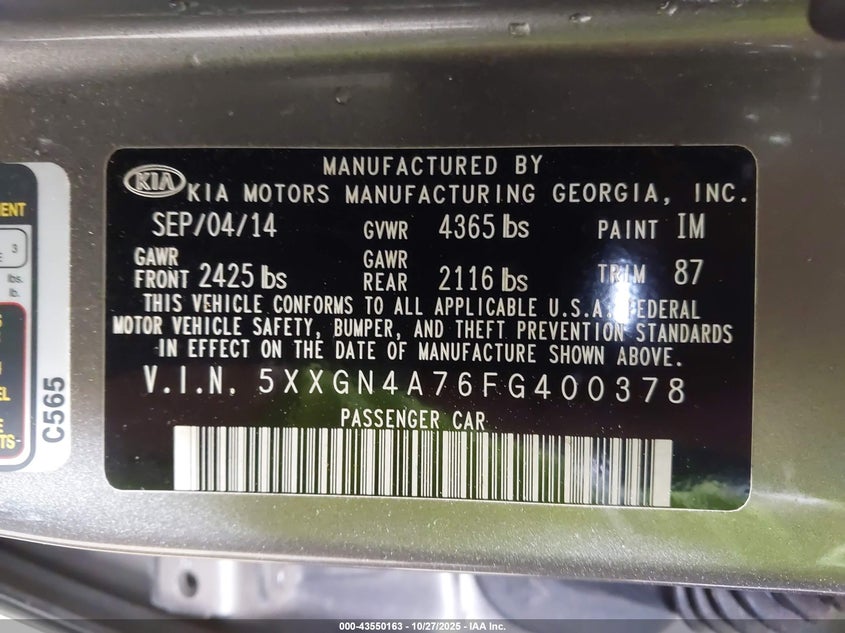 MANUFACTURED BY
KIA
KIA MOTORS MANUFACTURING GEORGIA, INC.
SEP/04/14 GVWR 4365 lbs PAINT IM
GAWR FRONT 2425 lbs GAWR REAR 2116 lbs TRIM 87
THIS VEHICLE CONFORMS TO ALL APPLICABLE U.S.A. FEDERAL
MOTOR VEHICLE SAFETY, BUMPER, AND THEFT PREVENTION STANDARDS
IN EFFECT ON THE DATE OF MANUFACTURE SHOWN ABOVE.
V.I.N. 5XXGN4A76FG400378
PASSENGER CAR
3
lbs.
lb.
C565
000-43550163 - 10/27/2025 - IAA Inc.